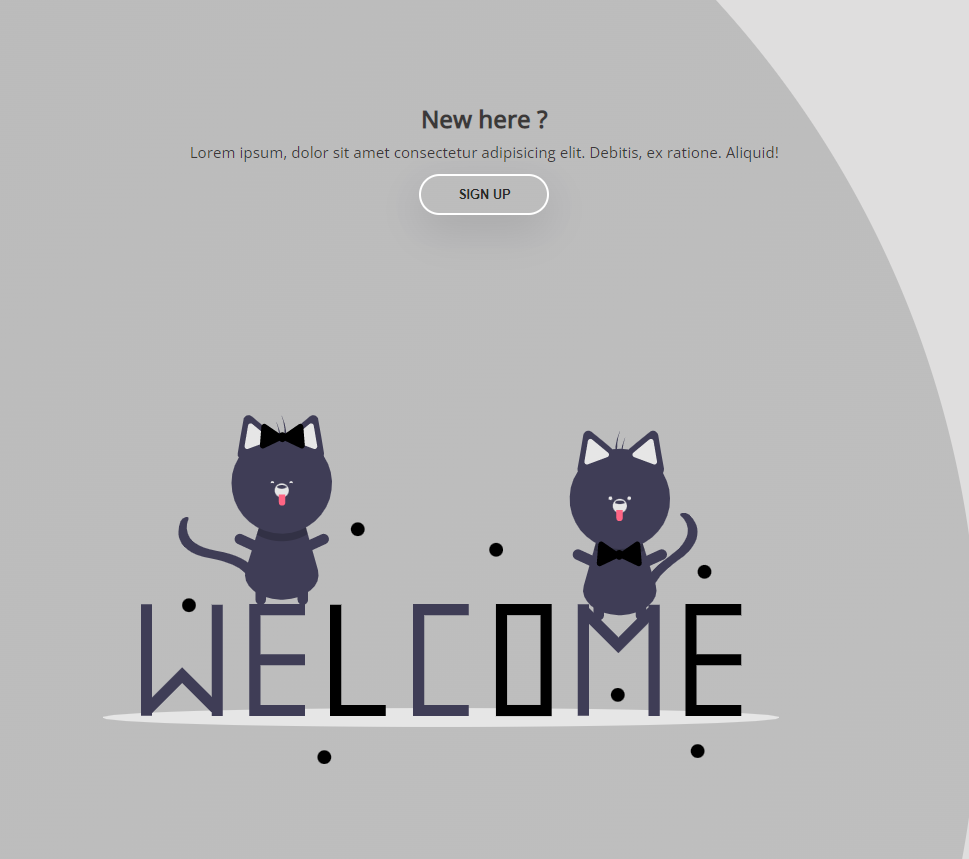 New here ?
Lorem ipsum, dolor sit amet consectetur adipisicing elit. Debitis, ex ratione. Aliquid!
SIGN UP
WELCOME